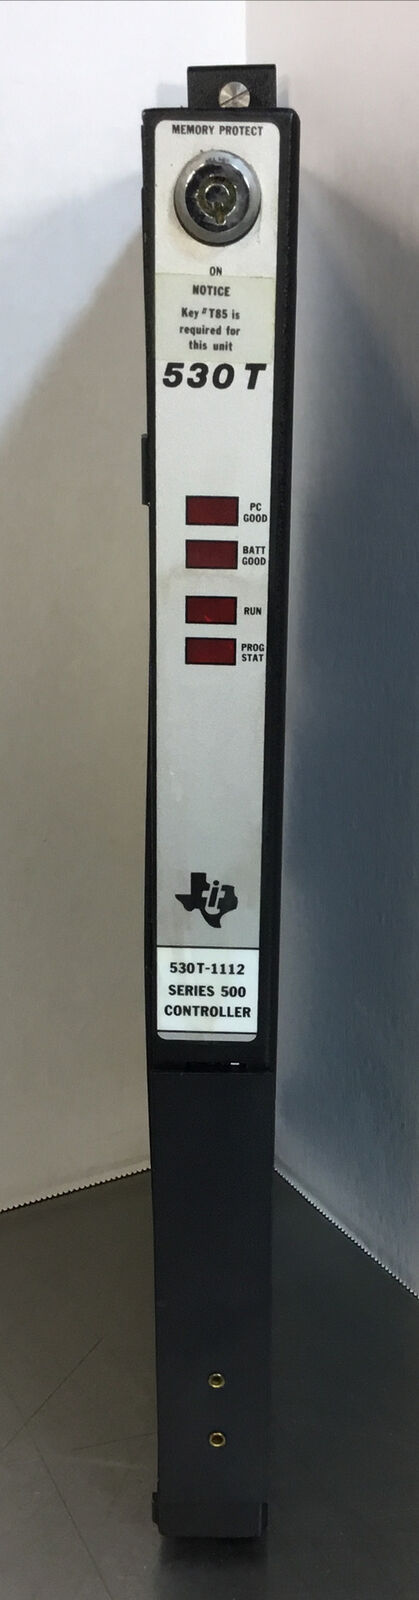 MEMORY PROTECT
ON
NOTICE
Key #T85 is
required for
this unit
530 T
PC
GOOD
BATT
GOOD
RUN
PROG
STAT
530T-1112
SERIES 500
CONTROLLER